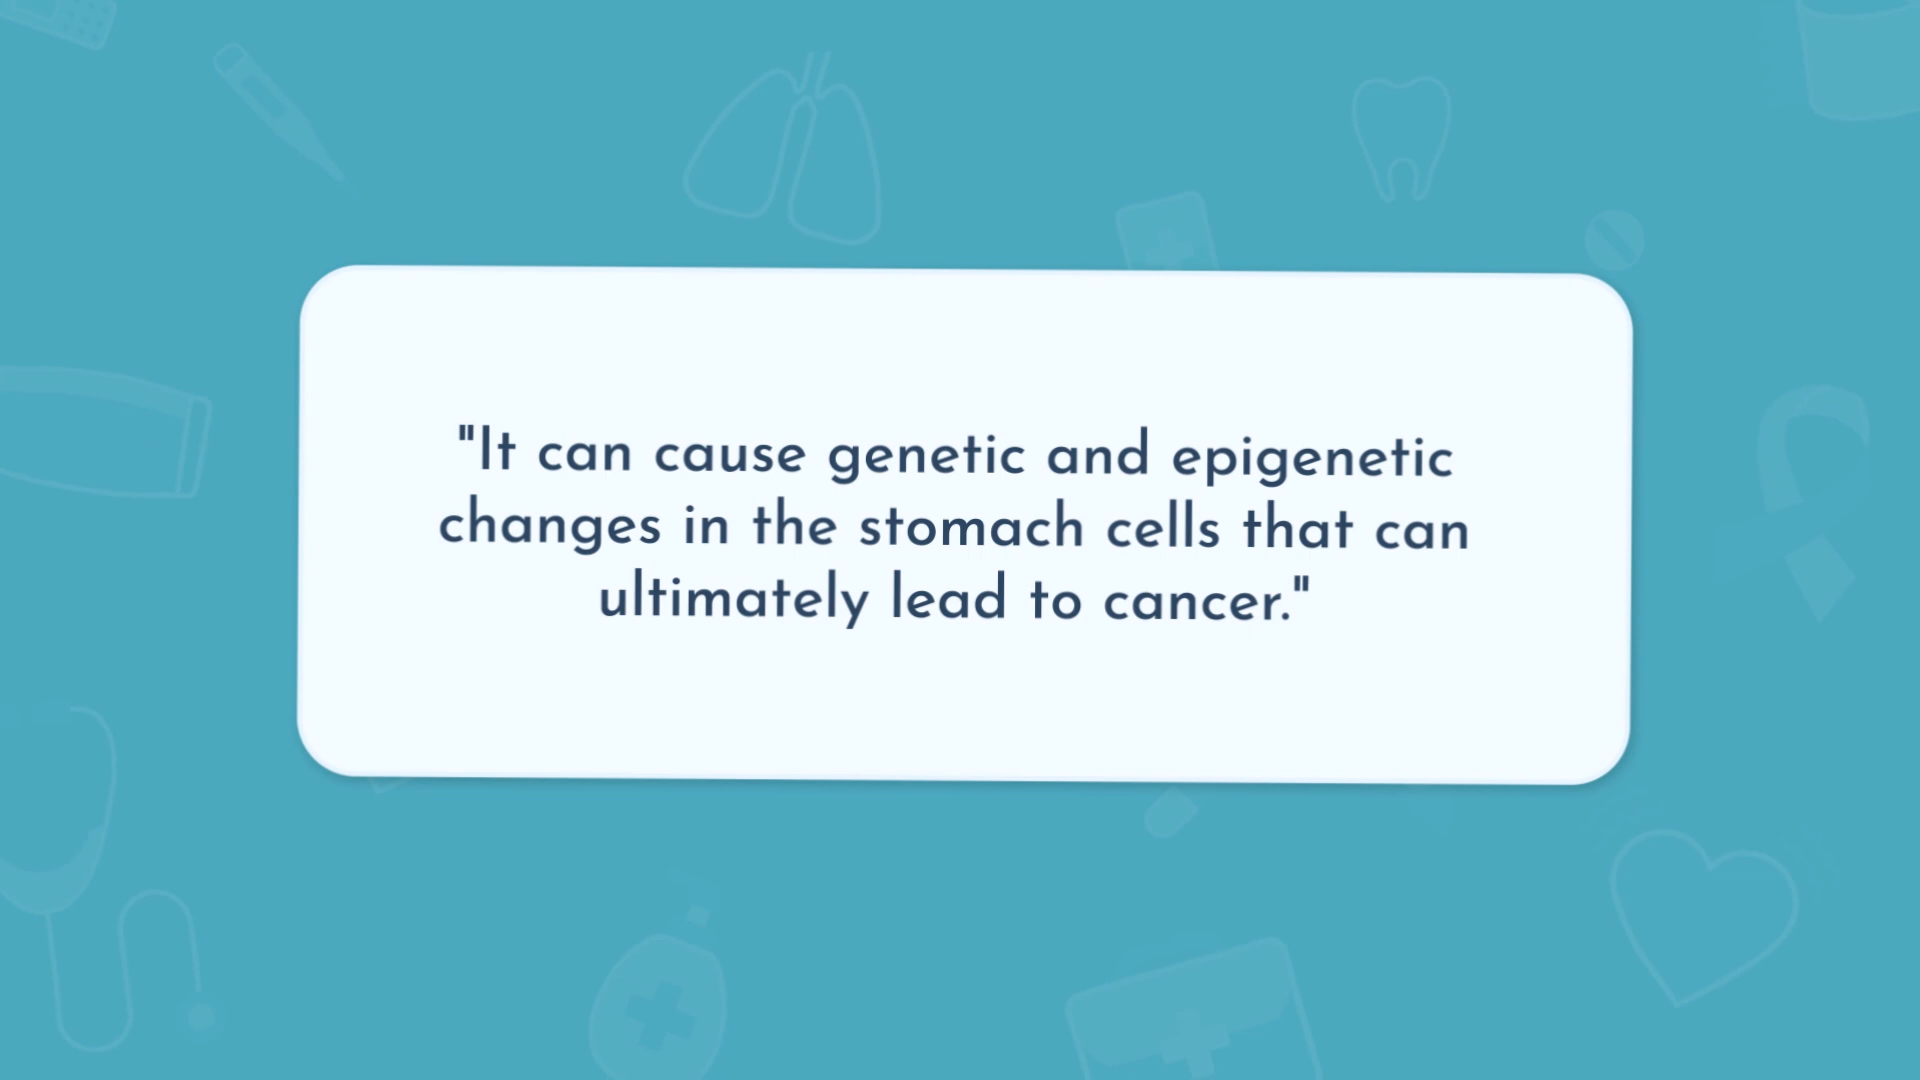 "It can cause genetic and epigenetic
changes in the stomach cells that can
ultimately lead to cancer."